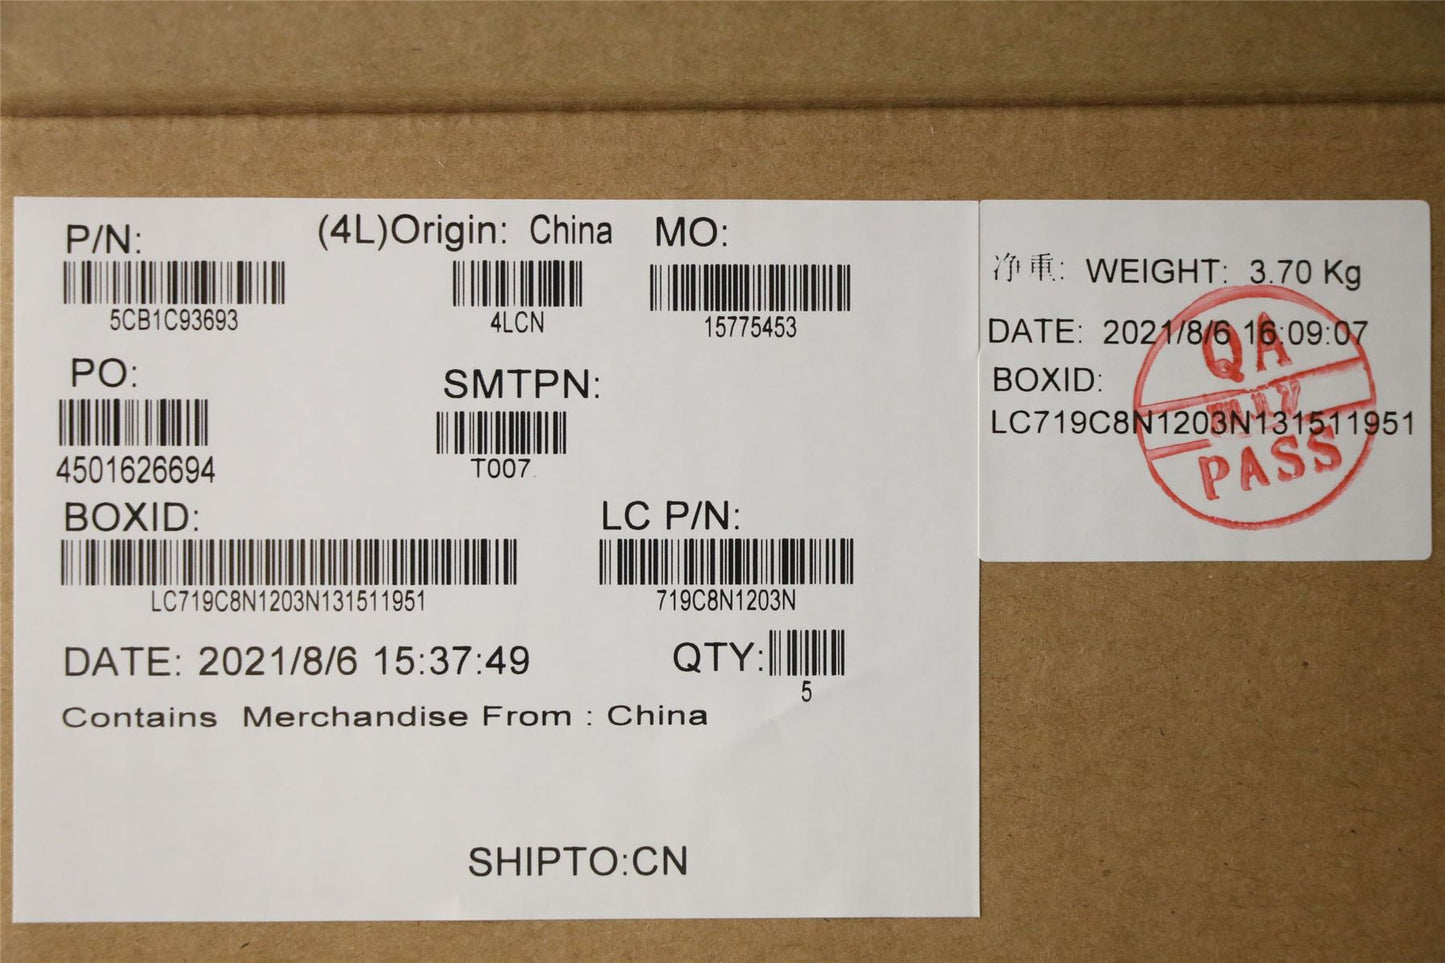 P/N:
5CB1C93693
(4L)Origin: China
4LCN
MO:
15775453
PO:
4501626694
SMTPN:
T007
BOXID:
LC719C8N1203N131511951
LC P/N:
719C8N1203N
DATE: 2021/8/6 15:37:49
QTY:
5
Contains Merchandise From : China
SHIPTO:CN
净重: WEIGHT: 3.70 Kg
DATE: 2021/8/6 16:09:07
BOXID:
LC719C8N1203N131511951
QA
PASS